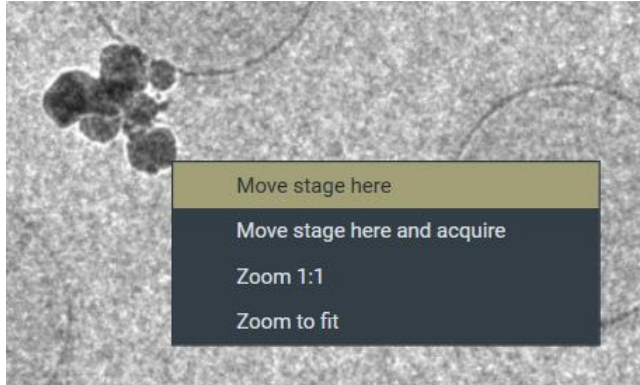 Move stage here
Move stage here and acquire
Zoom 1:1
Zoom to fit